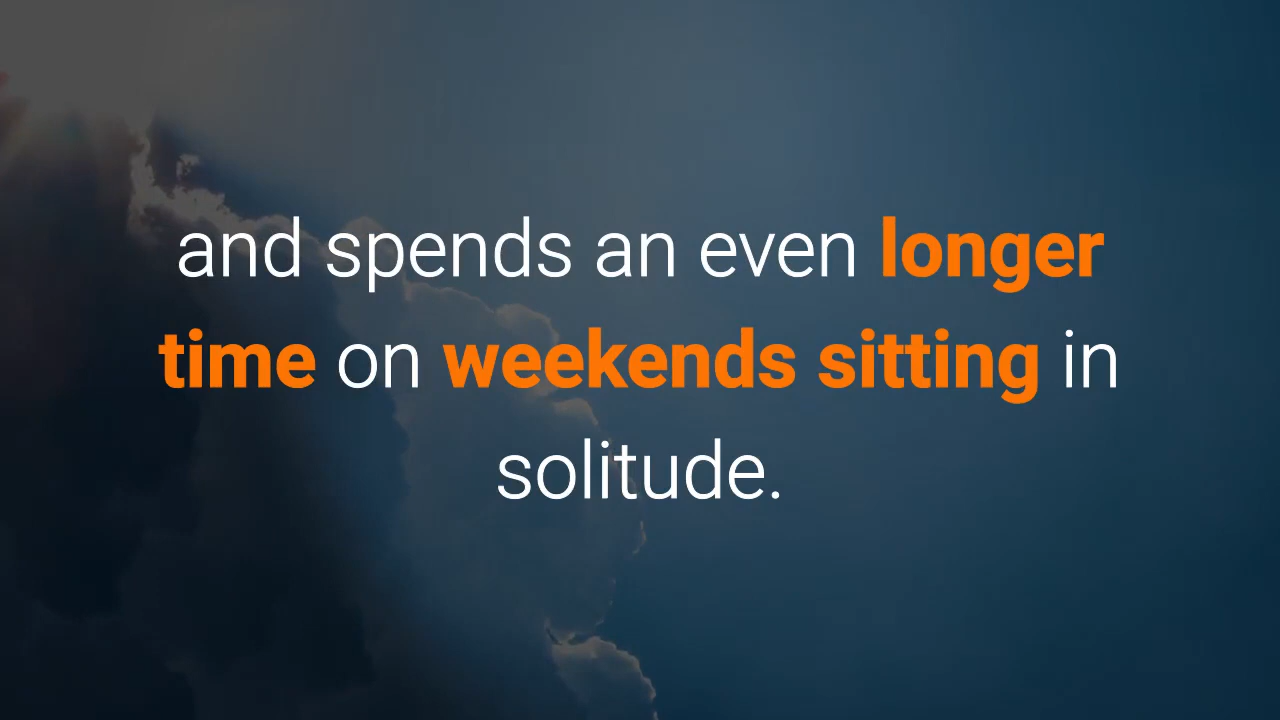 and spends an even longer
time on weekends sitting in
solitude.